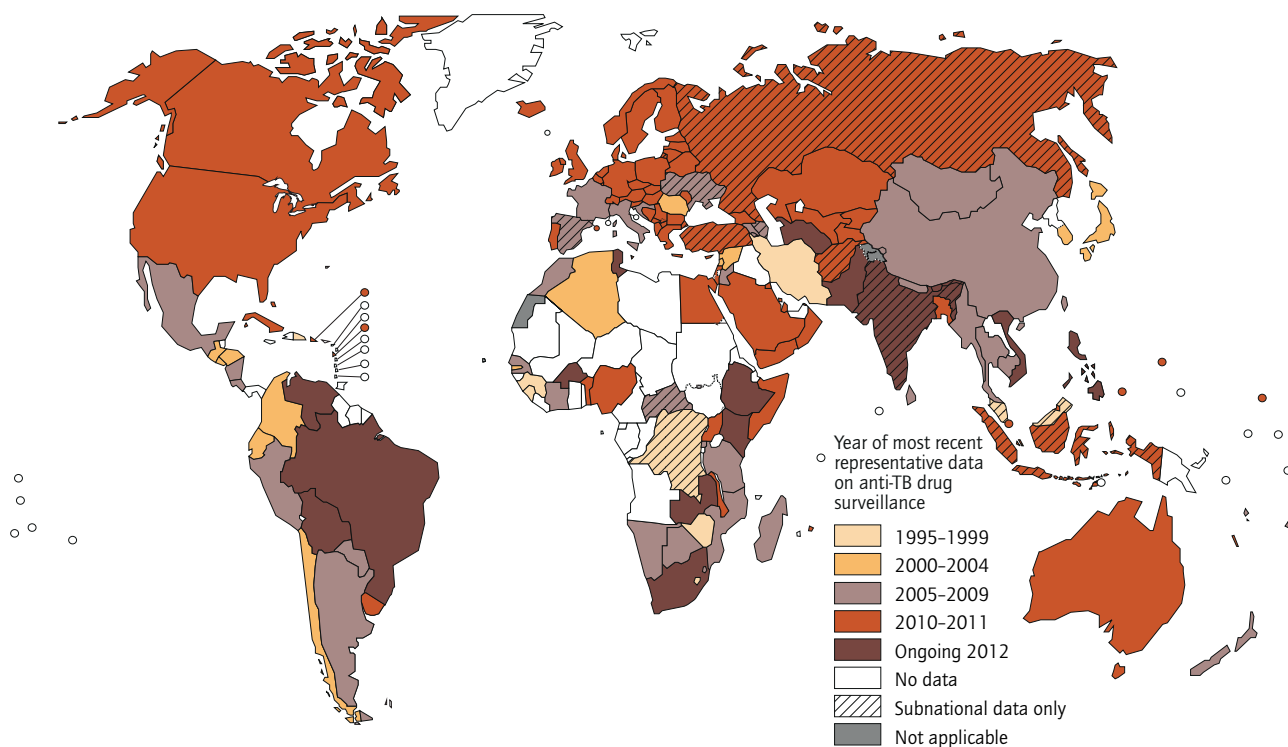 Year of most recent
representative data
on anti-TB drug
surveillance
1995–1999
2000–2004
2005–2009
2010–2011
Ongoing 2012
No data
Subnational data only
Not applicable